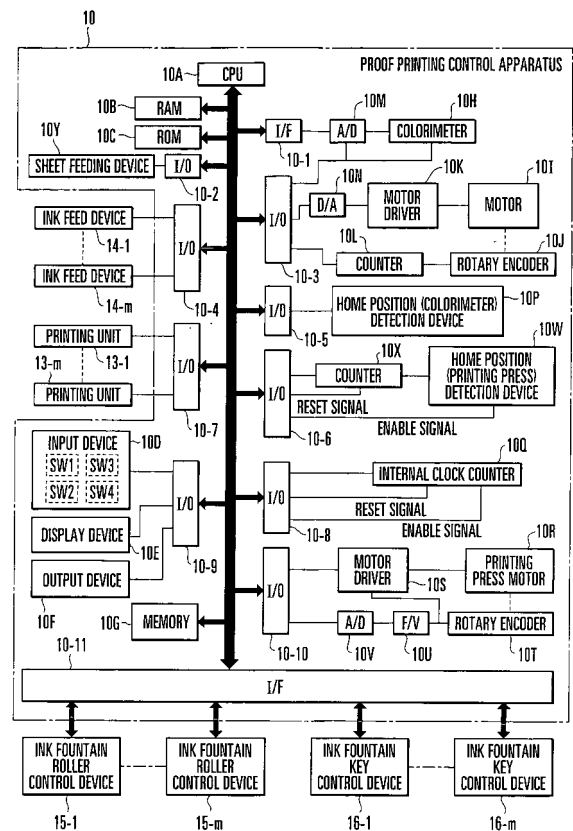 10
PROOF PRINTING CONTROL APPARATUS
10A
CPU
10B
RAM
10C
ROM
10Y
SHEET FEEDING DEVICE
I/O
10-2
I/F
10-1
10M
A/D
10H
COLORIMETER
10N
D/A
10K
MOTOR DRIVER
10I
MOTOR
I/O
10-3
10L
COUNTER
10J
ROTARY ENCODER
INK FEED DEVICE
14-1
INK FEED DEVICE
14-m
I/O
10-4
I/O
10-5
10P
HOME POSITION (COLORIMETER)
DETECTION DEVICE
PRINTING UNIT
13-1
13-m
PRINTING UNIT
I/O
10-7
I/O
10-6
10X
COUNTER
10W
HOME POSITION
(PRINTING PRESS)
DETECTION DEVICE
RESET SIGNAL
ENABLE SIGNAL
10D
INPUT DEVICE
SW1
SW3
SW2
SW4
DISPLAY DEVICE
10E
OUTPUT DEVICE
10F
I/O
10-9
I/O
10-8
10Q
INTERNAL CLOCK COUNTER
RESET SIGNAL
ENABLE SIGNAL
10G
MEMORY
I/O
10-10
MOTOR
DRIVER
10S
10R
PRINTING
PRESS MOTOR
A/D
10V
F/V
10U
ROTARY ENCODER
10T
10-11
I/F
INK FOUNTAIN
ROLLER
CONTROL DEVICE
15-1
INK FOUNTAIN
ROLLER
CONTROL DEVICE
15-m
INK FOUNTAIN
KEY
CONTROL DEVICE
16-1
INK FOUNTAIN
KEY
CONTROL DEVICE
16-m